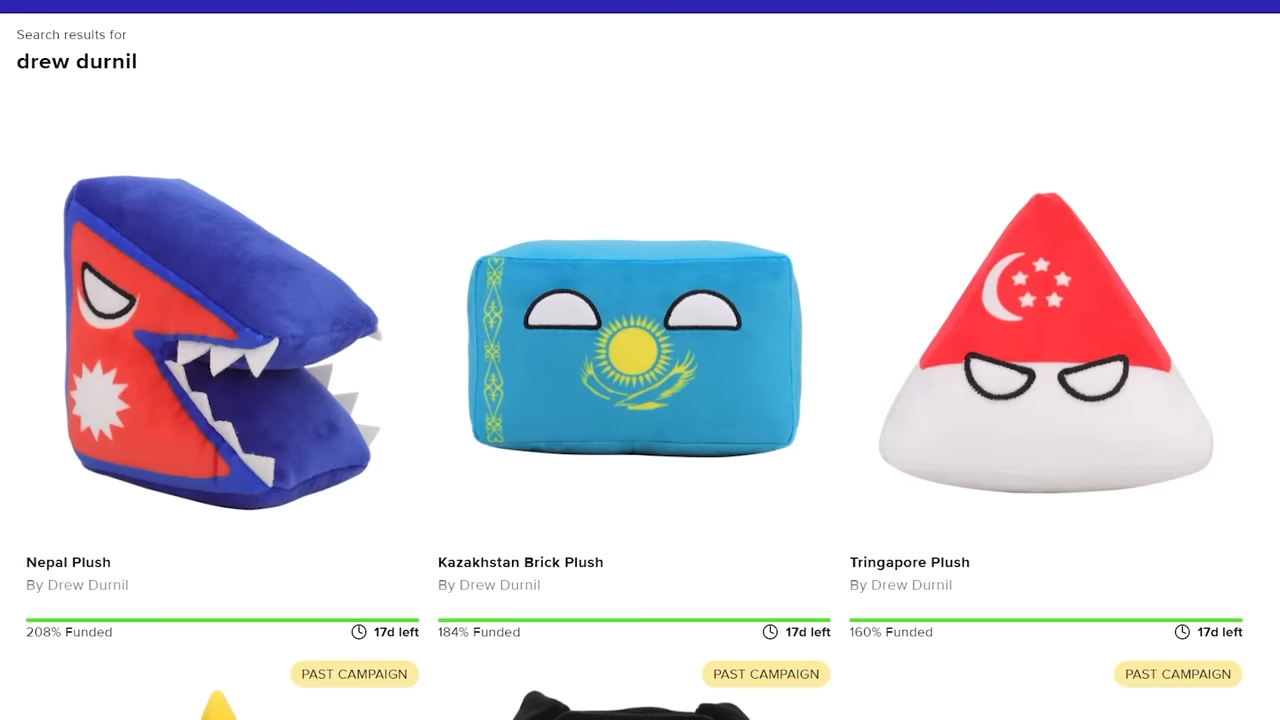 Search results for
drew durnil
Nepal Plush
By Drew Durnil
208% Funded
17d left
Kazakhstan Brick Plush
By Drew Durnil
184% Funded
17d left
Tringapore Plush
By Drew Durnil
160% Funded
17d left
PAST CAMPAIGN
PAST CAMPAIGN
PAST CAMPAIGN